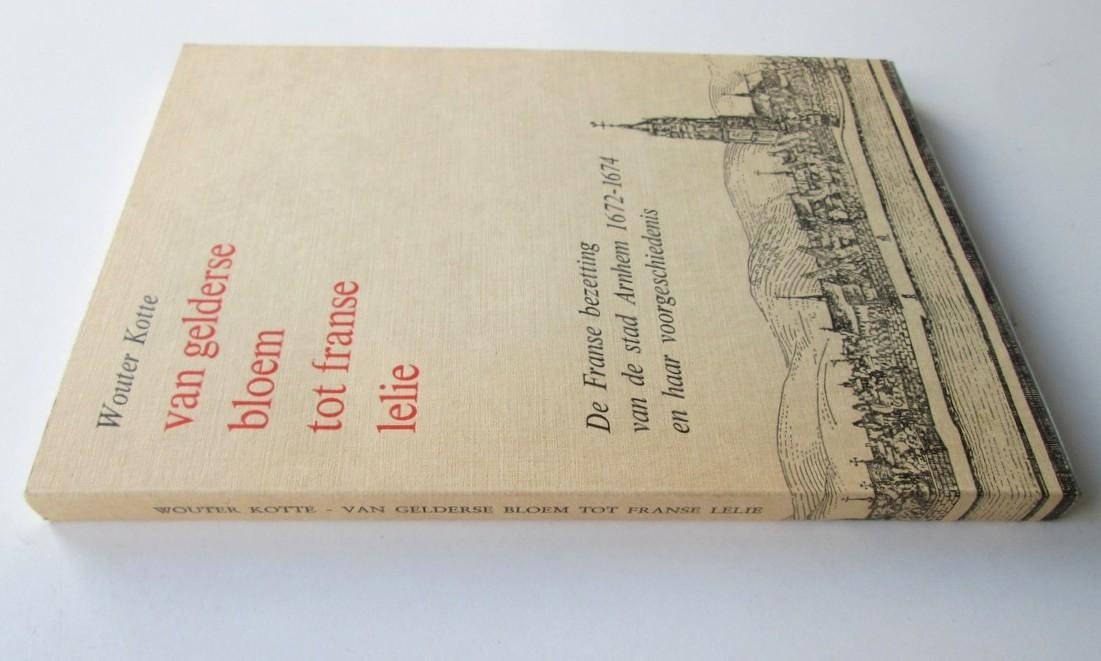 Wouter Kotte
van gelderse
bloem
tot franse
lelie
De Franse bezetting
van de stad Arnhem 1672-1674
en haar voorgeschiedenis
WOUTER KOTTE - VAN GELDERSE BLOEM TOT FRANSE LELIE